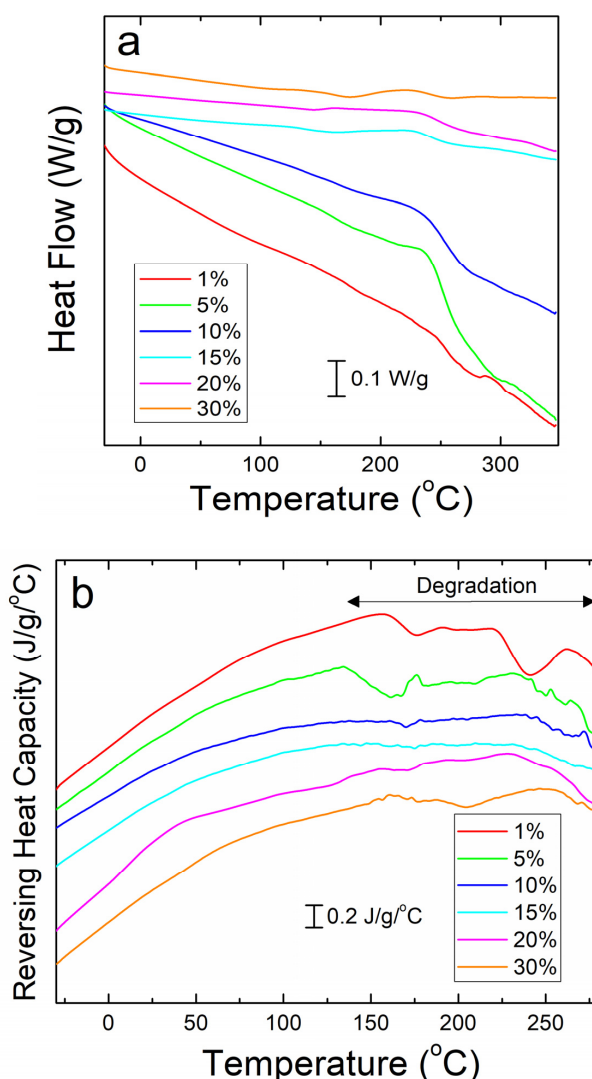 a
Heat Flow (W/g)
1%
5%
10%
15%
20%
30%
0.1 W/g
0 100 200 300
Temperature (°C)
b
Degradation
Reversing Heat Capacity (J/g/°C)
0.2 J/g/°C
1%
5%
10%
15%
20%
30%
0 50 100 150 200 250
Temperature (°C)